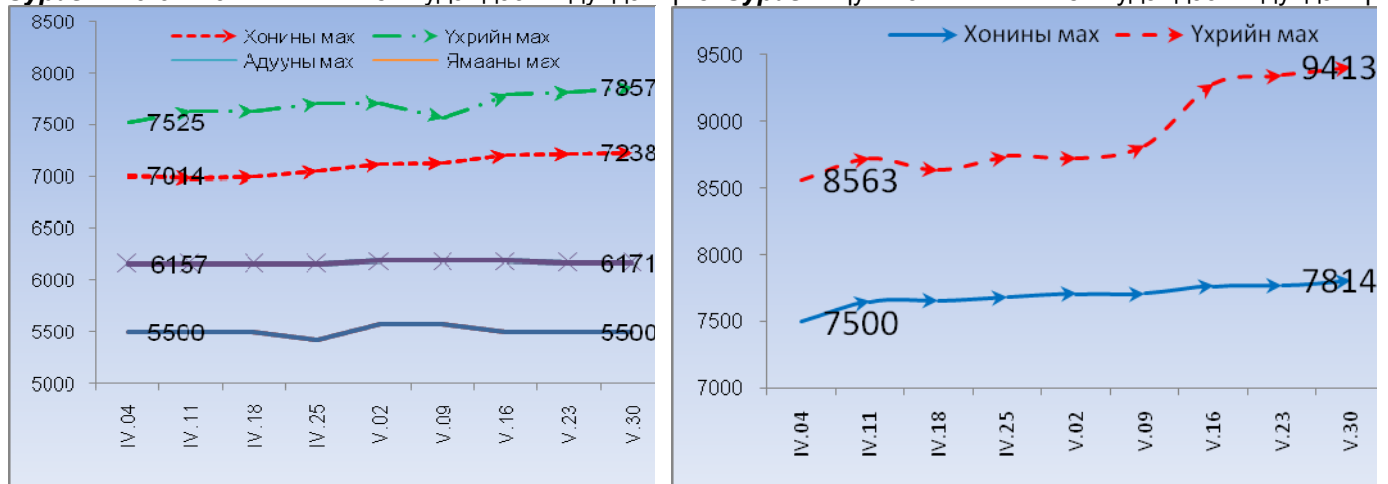 8500
8000
7500
7000
6500
6000
5500
5000
Хонины мах
Үхрийн мах
Адууны мах
Ямааны мах
7525
7857
7014
7238
6157
6171
5500
5500
IV.04
IV.11
IV.18
IV.25
V.02
V.09
V.16
V.23
V.30
9500
9000
8500
8000
7500
7000
Хонины мах
Үхрийн мах
8563
9413
7500
7814
IV.04
IV.11
IV.18
IV.25
V.02
V.09
V.16
V.23
V.30